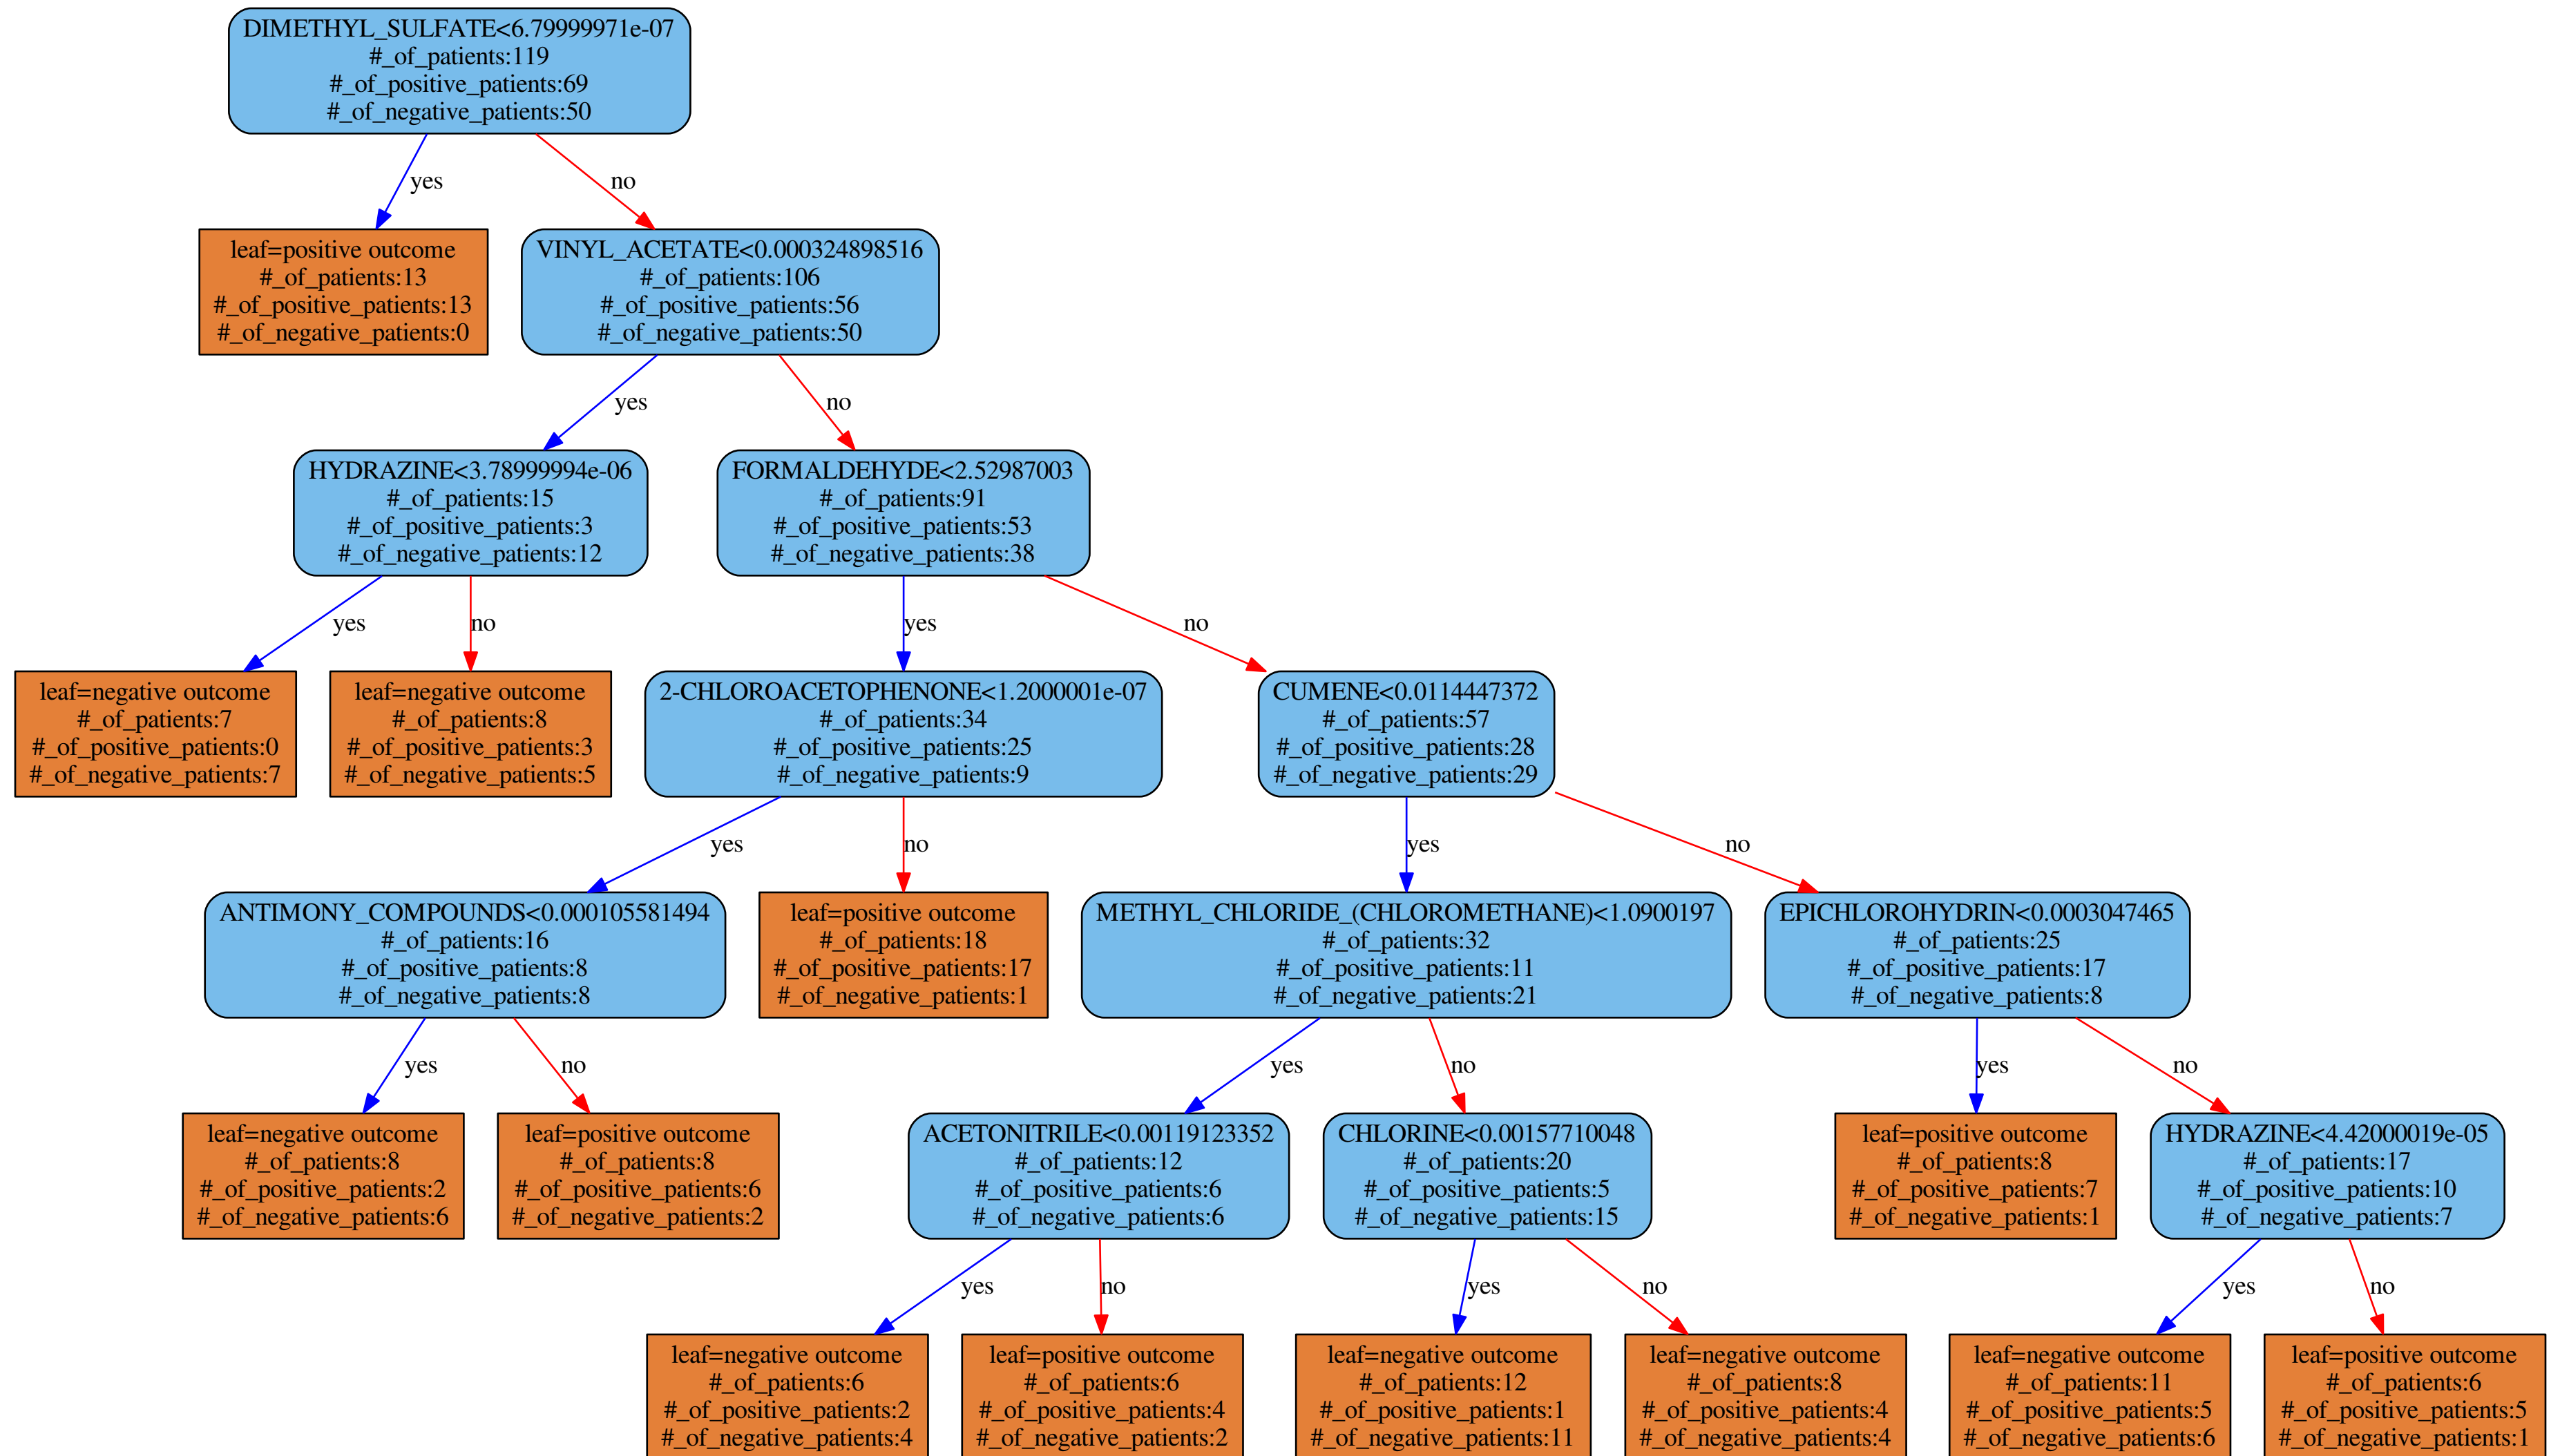 DIMETHYL_SULFATE<6.79999971e-07
#_of_patients:119
#_of_positive_patients:69
#_of_negative_patients:50
yes
no
leaf=positive outcome
#_of_patients:13
#_of_positive_patients:13
#_of_negative_patients:0
VINYL_ACETATE<0.000324898516
#_of_patients:106
#_of_positive_patients:56
#_of_negative_patients:50
yes
no
HYDRAZINE<3.78999994e-06
#_of_patients:15
#_of_positive_patients:3
#_of_negative_patients:12
FORMALDEHYDE<2.52987003
#_of_patients:91
#_of_positive_patients:53
#_of_negative_patients:38
yes
no
yes
no
leaf=negative outcome
#_of_patients:7
#_of_positive_patients:0
#_of_negative_patients:7
leaf=negative outcome
#_of_patients:8
#_of_positive_patients:3
#_of_negative_patients:5
2-CHLOROACETOPHENONE<1.2000001e-07
#_of_patients:34
#_of_positive_patients:25
#_of_negative_patients:9
CUMENE<0.0114447372
#_of_patients:57
#_of_positive_patients:28
#_of_negative_patients:29
yes
no
yes
no
ANTIMONY_COMPOUNDS<0.000105581494
#_of_patients:16
#_of_positive_patients:8
#_of_negative_patients:8
leaf=positive outcome
#_of_patients:18
#_of_positive_patients:17
#_of_negative_patients:1
METHYL_CHLORIDE_(CHLOROMETHANE)<1.0900197
#_of_patients:32
#_of_positive_patients:11
#_of_negative_patients:21
EPICHLOROHYDRIN<0.0003047465
#_of_patients:25
#_of_positive_patients:17
#_of_negative_patients:8
yes
no
yes
no
yes
no
leaf=negative outcome
#_of_patients:8
#_of_positive_patients:2
#_of_negative_patients:6
leaf=positive outcome
#_of_patients:8
#_of_positive_patients:6
#_of_negative_patients:2
ACETONITRILE<0.00119123352
#_of_patients:12
#_of_positive_patients:6
#_of_negative_patients:6
CHLORINE<0.00157710048
#_of_patients:20
#_of_positive_patients:5
#_of_negative_patients:15
leaf=positive outcome
#_of_patients:8
#_of_positive_patients:7
#_of_negative_patients:1
HYDRAZINE<4.42000019e-05
#_of_patients:17
#_of_positive_patients:10
#_of_negative_patients:7
yes
no
yes
no
yes
no
leaf=negative outcome
#_of_patients:6
#_of_positive_patients:2
#_of_negative_patients:4
leaf=positive outcome
#_of_patients:6
#_of_positive_patients:4
#_of_negative_patients:2
leaf=negative outcome
#_of_patients:12
#_of_positive_patients:1
#_of_negative_patients:11
leaf=negative outcome
#_of_patients:8
#_of_positive_patients:4
#_of_negative_patients:4
leaf=negative outcome
#_of_patients:11
#_of_positive_patients:5
#_of_negative_patients:6
leaf=positive outcome
#_of_patients:6
#_of_positive_patients:5
#_of_negative_patients:1